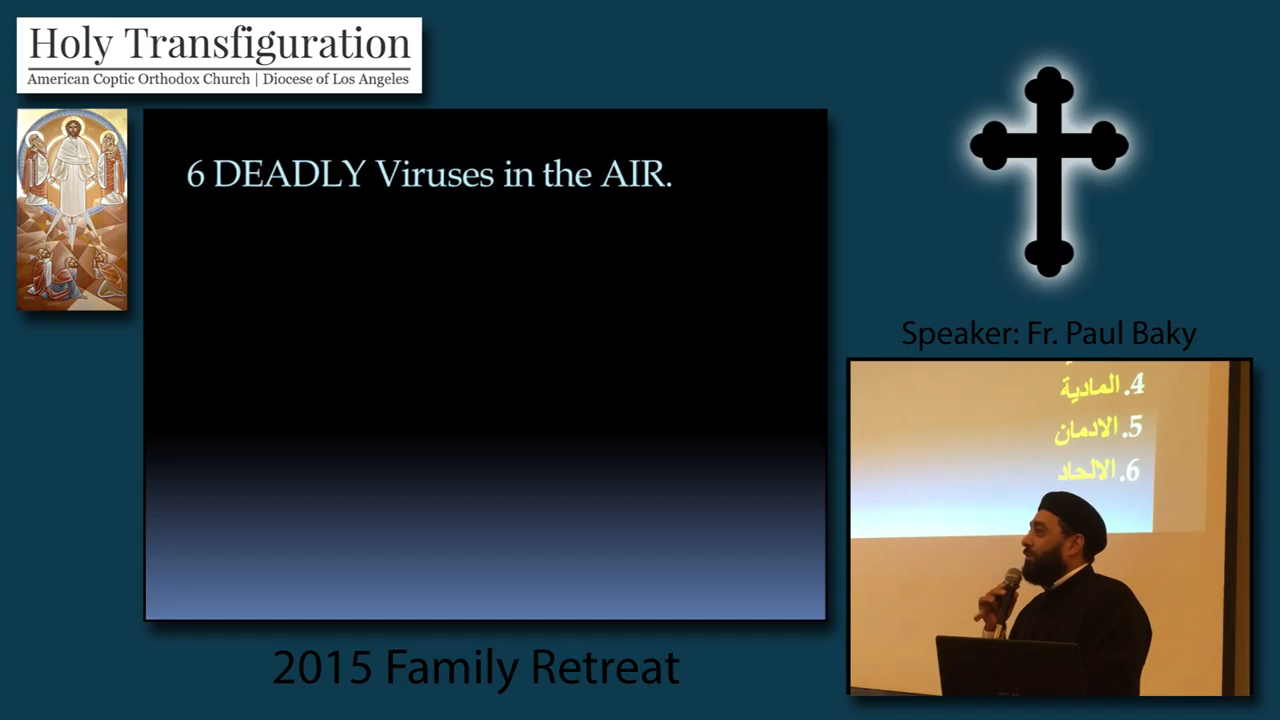 Holy Transfiguration
American Coptic Orthodox Church | Diocese of Los Angeles
6 DEADLY Viruses in the AIR.
Speaker: Fr. Paul Baky
4. المادية
5. الادمان
6. الالحاد
2015 Family Retreat